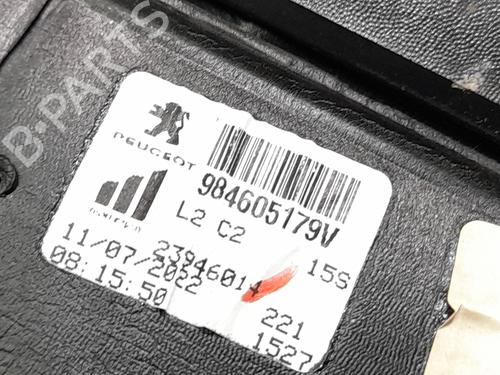 B-PARTS
PEUGEOT
984605179V
L2 C2
23946014 15S
11/07/2022
08:15:50
221
1527